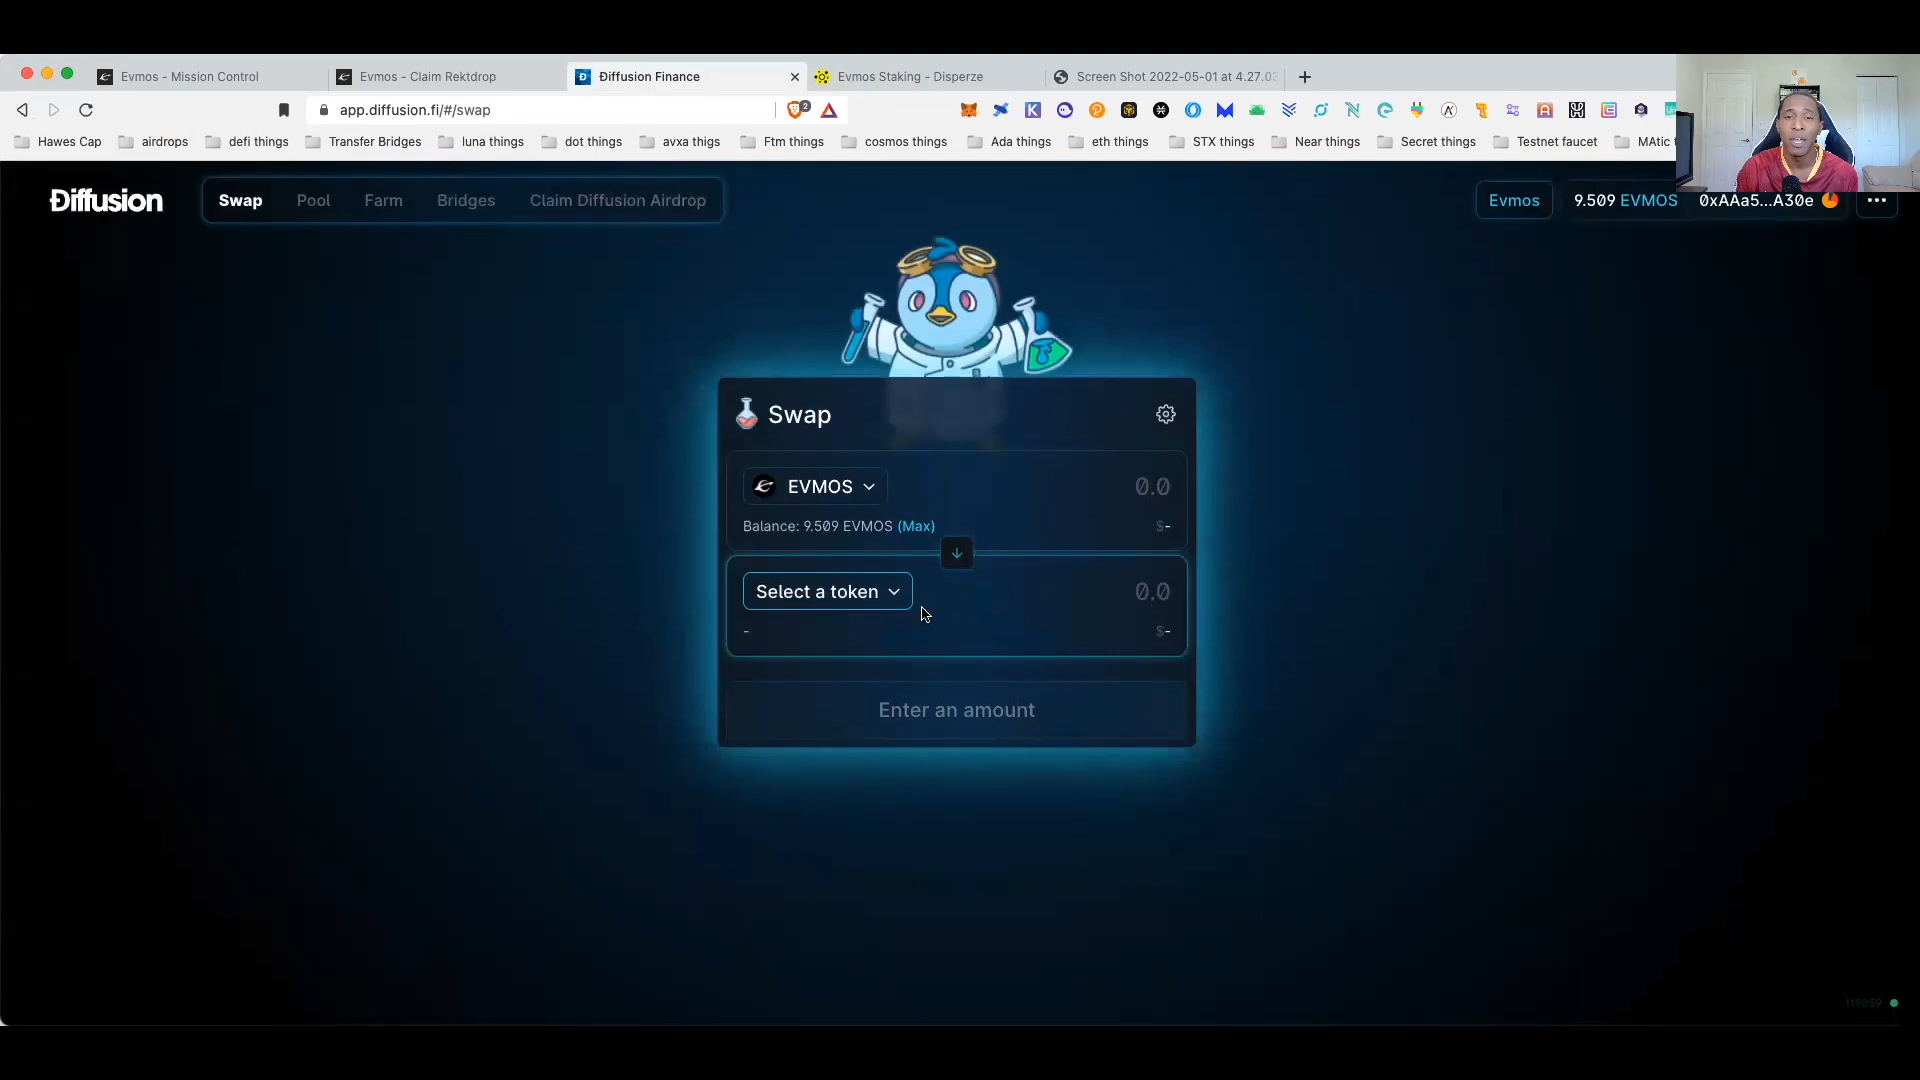 Evmos - Mission Control
Evmos - Claim Rektdrop
Diffusion Finance
Evmos Staking - Disperze
Screen Shot 2022-05-01 at 4.27.03
app.diffusion.fi/#/swap
2
Hawes Cap
airdrops
defi things
Transfer Bridges
luna things
dot things
avxa thigs
Ftm things
cosmos things
Ada things
eth things
STX things
Near things
Secret things
Testnet faucet
MAtic
Ðiffusion
Swap
Pool
Farm
Bridges
Claim Diffusion Airdrop
Evmos
9.509 EVMOS
0xAAa5...A30e
Swap
EVMOS
0.0
Balance: 9.509 EVMOS (Max)
$-
Select a token
0.0
-
$-
Enter an amount